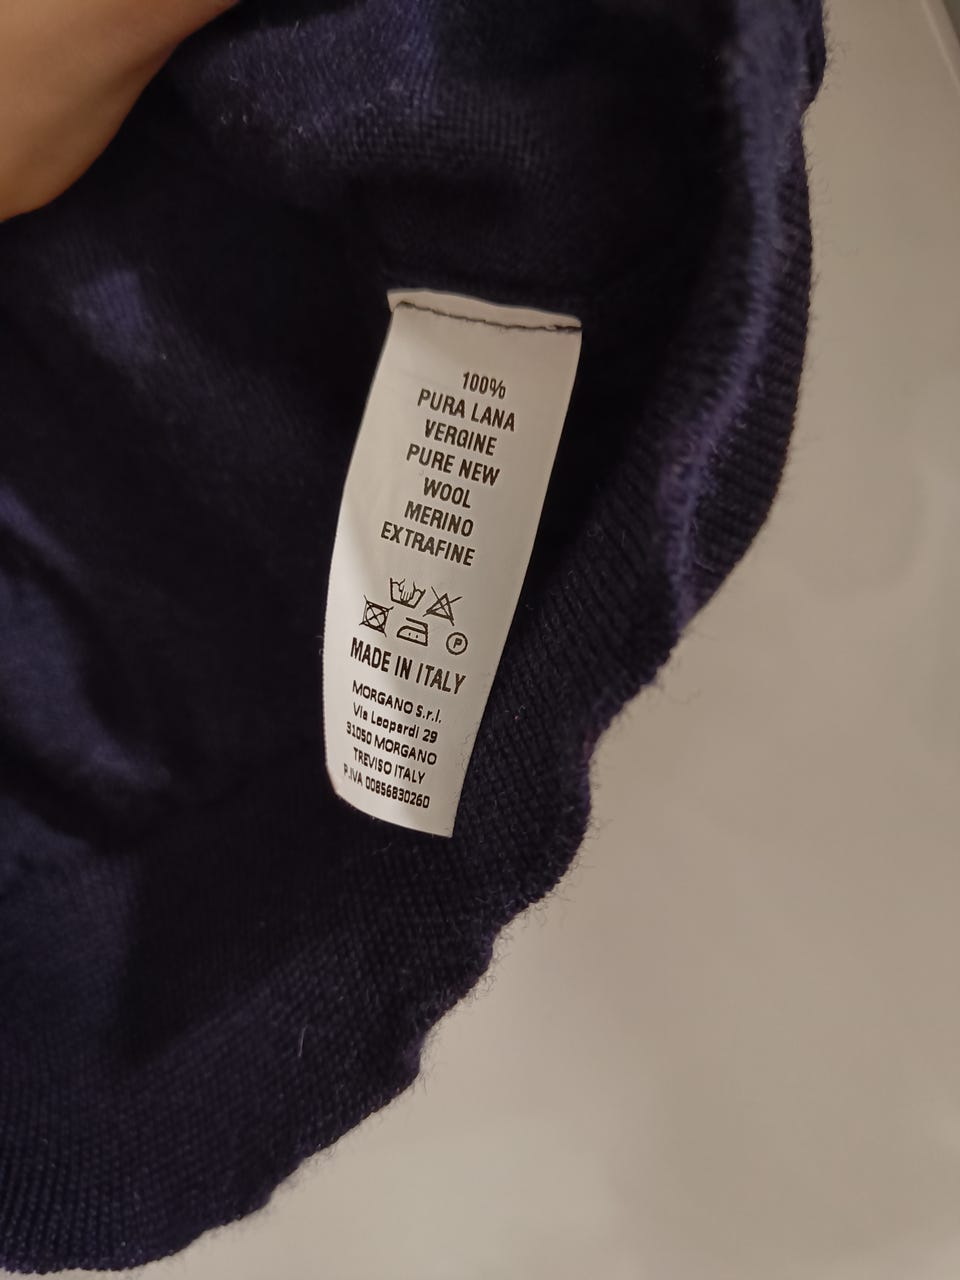 100%
PURA LANA
VERGINE
PURE NEW
WOOL
MERINO
EXTRAFINE
P
MADE IN ITALY
MORGANO S.r.l.
Via Leopardi 29
31050 MORGANO
TREVISO ITALY
P.IVA 00856830260